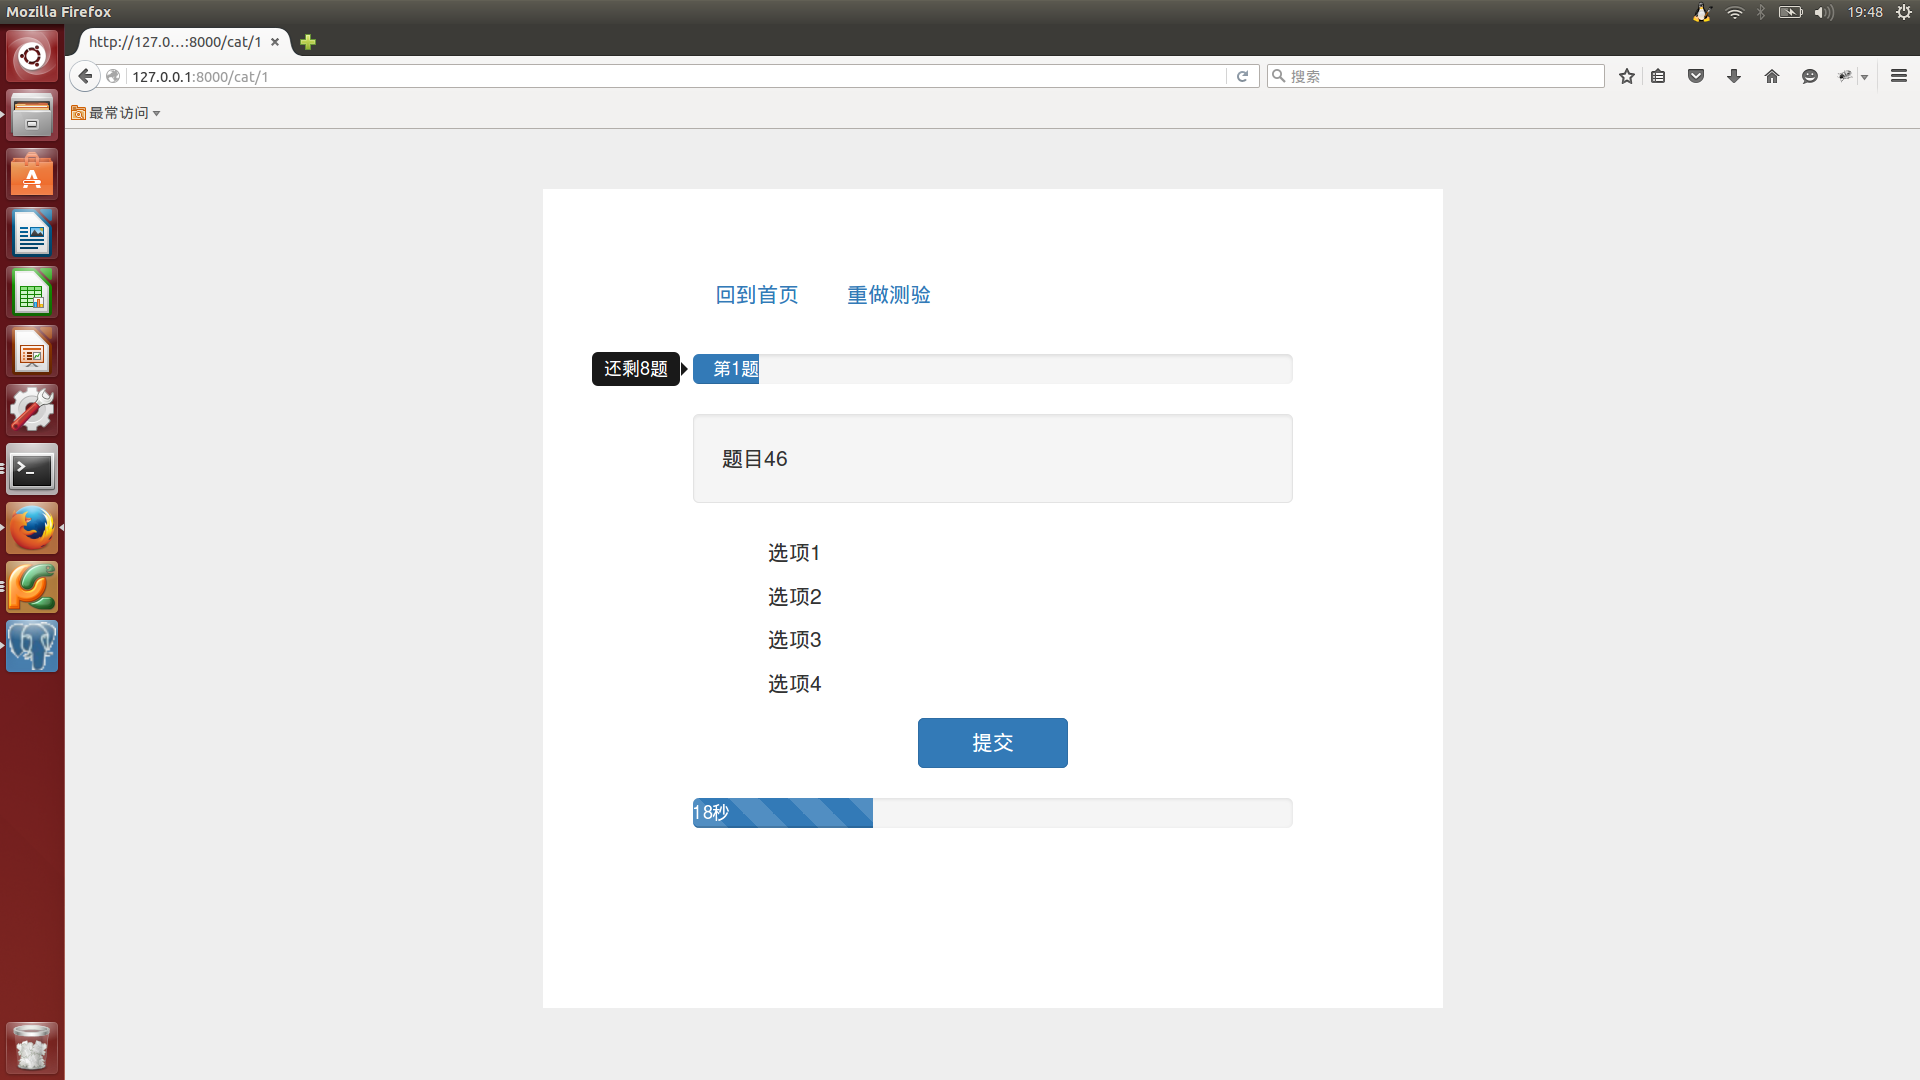 Mozilla Firefox
19:48
http://127.0...:8000/cat/1
127.0.0.1:8000/cat/1
搜索
最常访问
回到首页 重做测验
还剩8题 第1题
题目46
选项1
选项2
选项3
选项4
提交
18秒